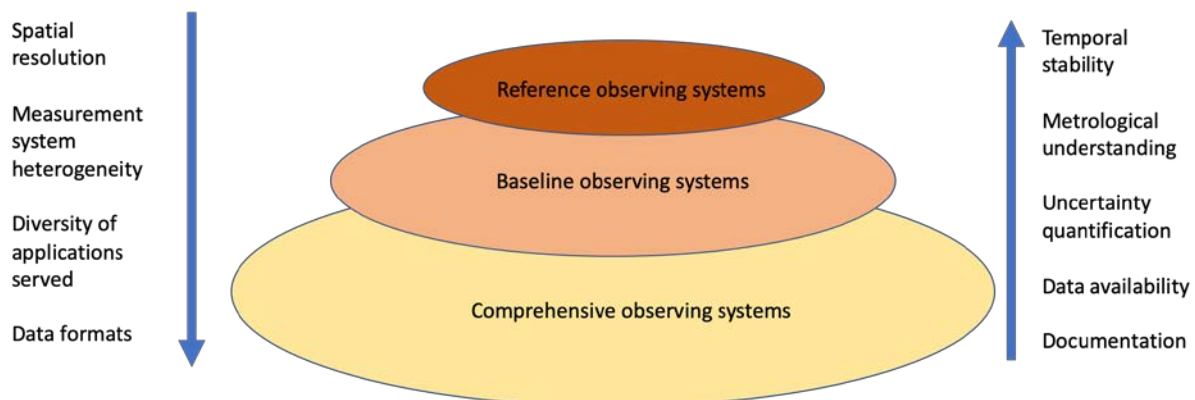 Spatial
resolution
Measurement
system
heterogeneity
Diversity of
applications
served
Data formats
Reference observing systems
Baseline observing systems
Comprehensive observing systems
Temporal
stability
Metrological
understanding
Uncertainty
quantification
Data availability
Documentation